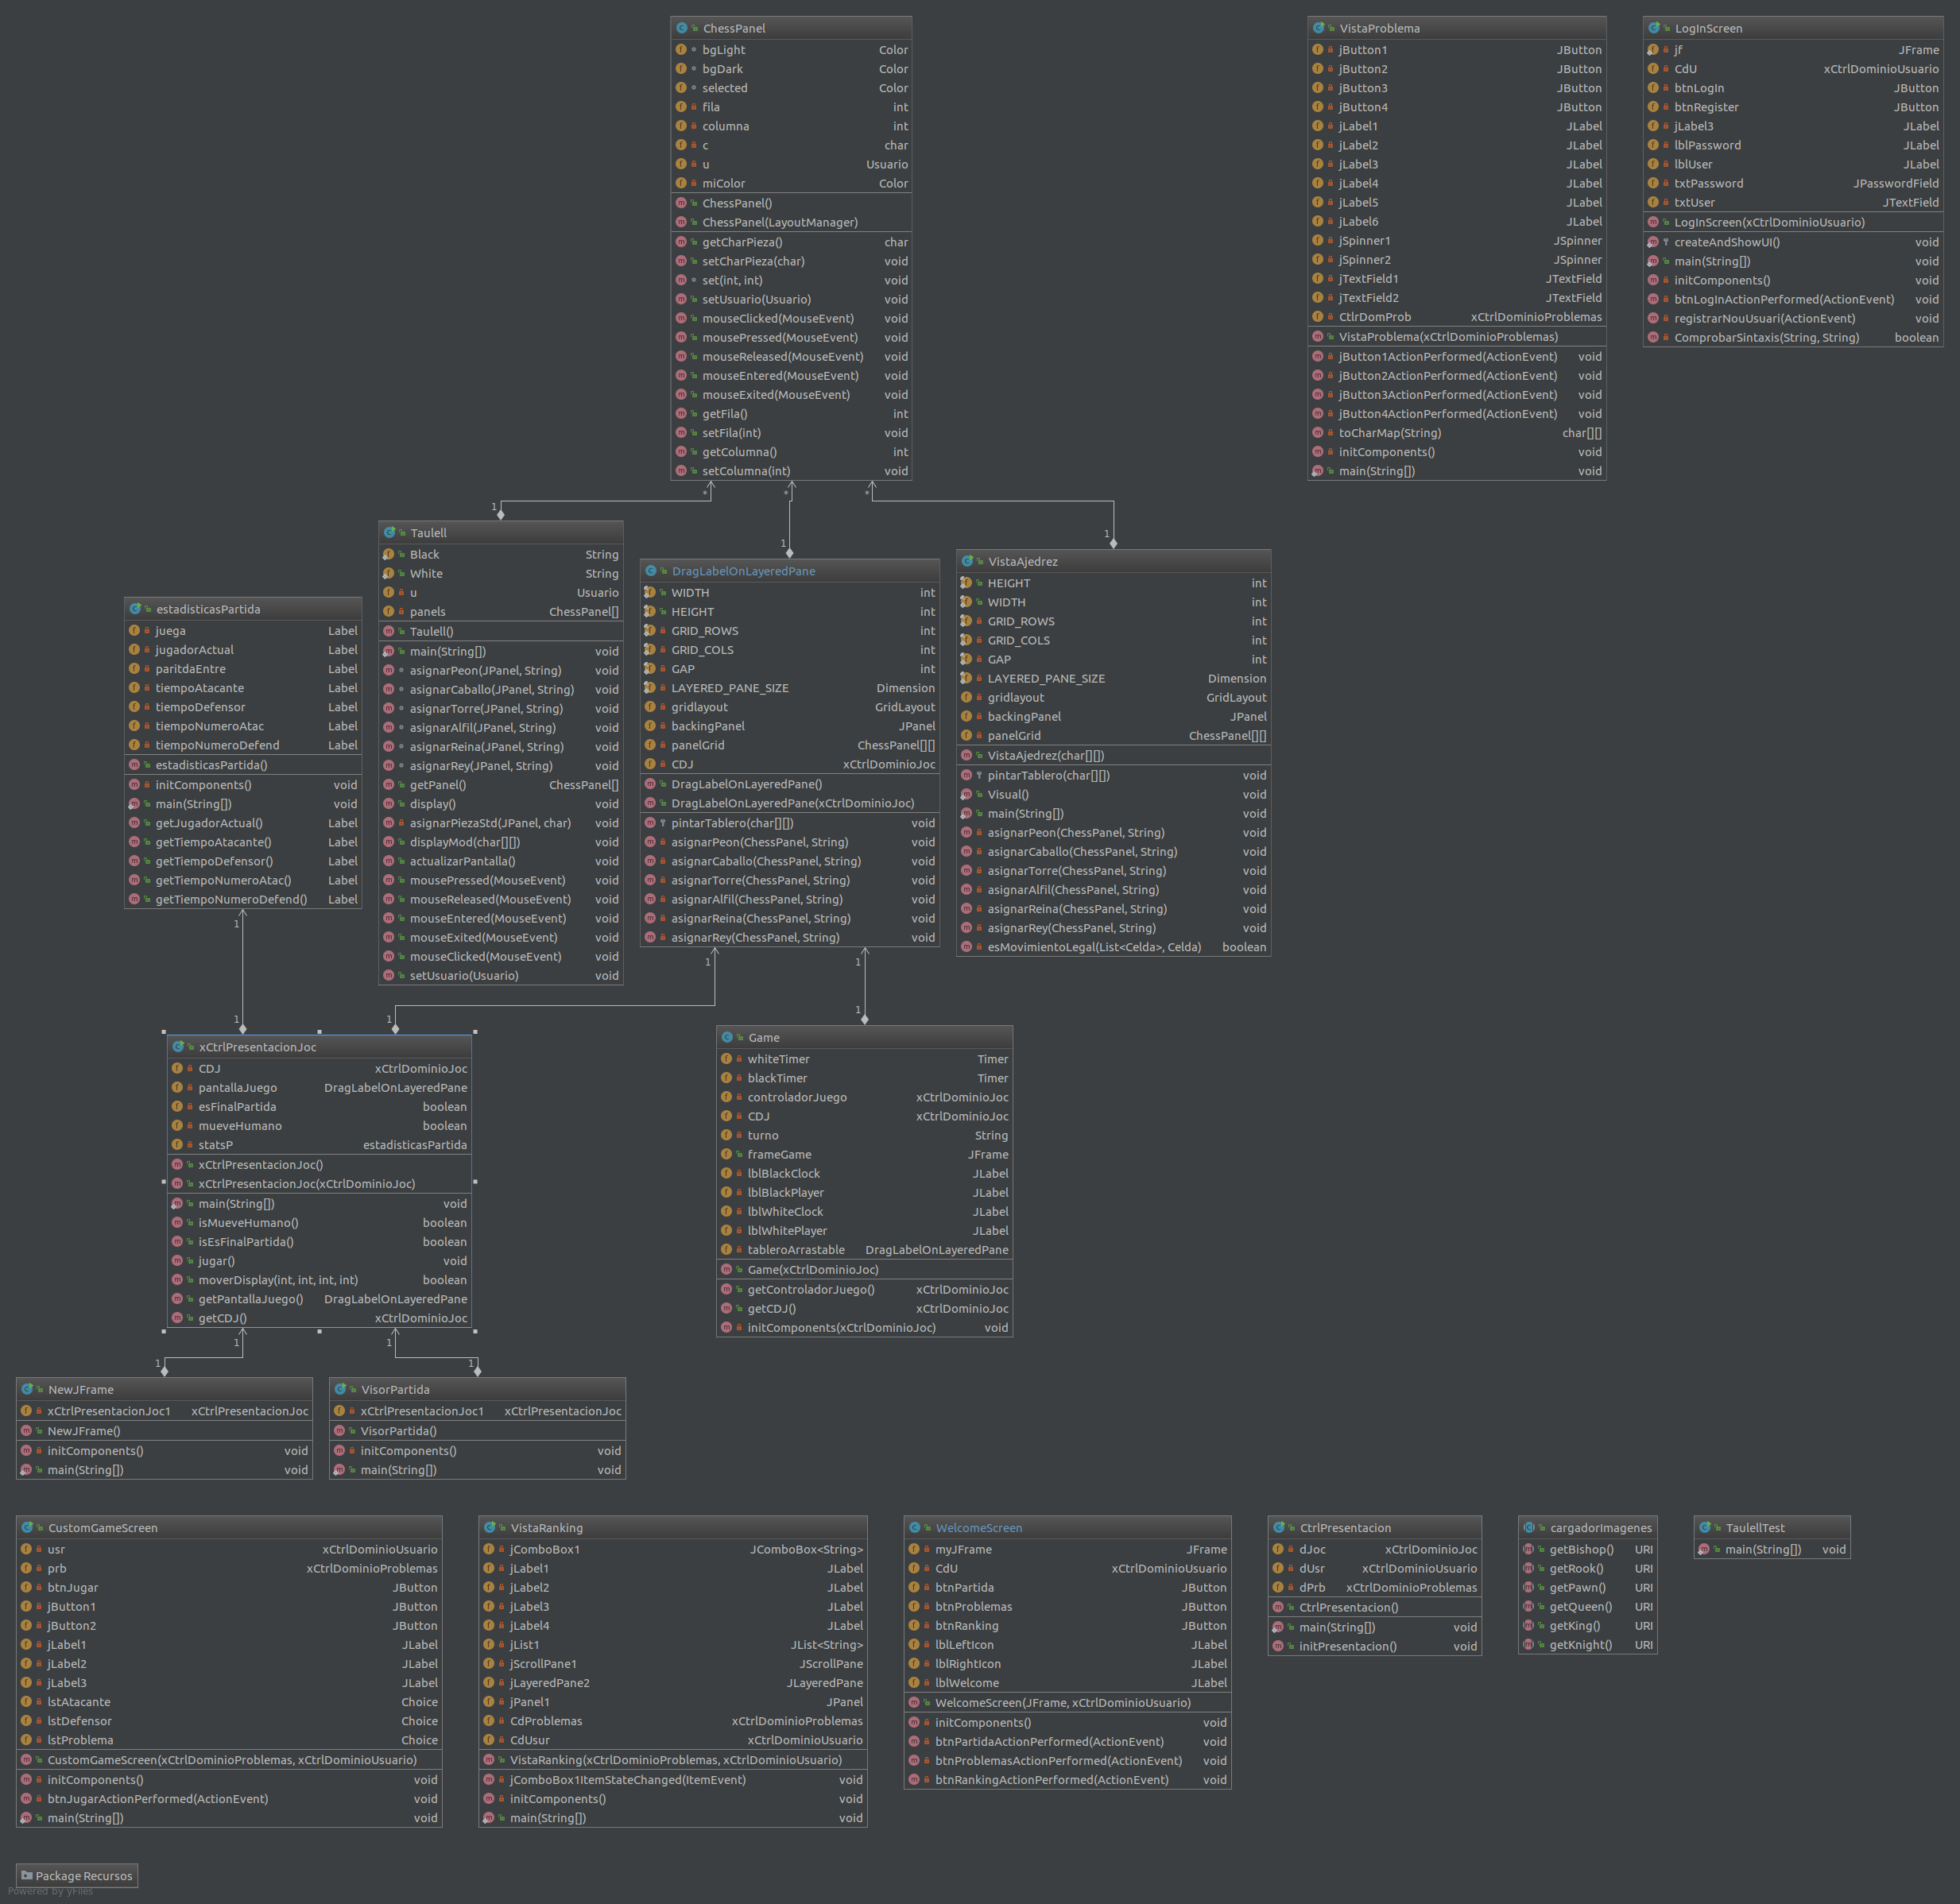 ChessPanel
bgLight Color
bgDark Color
selected Color
fila int
columna int
c char
u Usuario
miColor Color
ChessPanel()
ChessPanel(LayoutManager)
getCharPieza() char
setCharPieza(char) void
set(int, int) void
setUsuario(Usuario) void
mouseClicked(MouseEvent) void
mousePressed(MouseEvent) void
mouseReleased(MouseEvent) void
mouseEntered(MouseEvent) void
mouseExited(MouseEvent) void
getFila() int
setFila(int) void
getColumna() int
setColumna(int) void
VistaProblema
jButton1 JButton
jButton2 JButton
jButton3 JButton
jButton4 JButton
jLabel1 JLabel
jLabel2 JLabel
jLabel3 JLabel
jLabel4 JLabel
jLabel5 JLabel
jLabel6 JLabel
jSpinner1 JSpinner
jSpinner2 JSpinner
jTextField1 JTextField
jTextField2 JTextField
CtlrDomProb xCtrlDominioProblemas
VistaProblema(xCtrlDominioProblemas)
jButton1ActionPerformed(ActionEvent) void
jButton2ActionPerformed(ActionEvent) void
jButton3ActionPerformed(ActionEvent) void
jButton4ActionPerformed(ActionEvent) void
toCharMap(String) char[][]
initComponents() void
main(String[]) void
LogInScreen
jf JFrame
CdU xCtrlDominioUsuario
btnLogIn JButton
btnRegister JButton
jLabel3 JLabel
lblPassword JLabel
lblUser JLabel
txtPassword JPasswordField
txtUser JTextField
LogInScreen(xCtrlDominioUsuario)
createAndShowUI() void
main(String[]) void
initComponents() void
btnLogInActionPerformed(ActionEvent) void
registrarNouUsuari(ActionEvent) void
ComprobarSintaxis(String, String) boolean
* * *
1 1 1
estadisticasPartida
juega Label
jugadorActual Label
paritdaEntre Label
tiempoAtacante Label
tiempoDefensor Label
tiempoNumeroAtac Label
tiempoNumeroDefend Label
estadisticasPartida()
initComponents() void
main(String[]) void
getJugadorActual() Label
getTiempoAtacante() Label
getTiempoDefensor() Label
getTiempoNumeroAtac() Label
getTiempoNumeroDefend() Label
Taulell
Black String
White String
u Usuario
panels ChessPanel[]
Taulell()
main(String[]) void
asignarPeon(JPanel, String) void
asignarCaballo(JPanel, String) void
asignarTorre(JPanel, String) void
asignarAlfil(JPanel, String) void
asignarReina(JPanel, String) void
asignarRey(JPanel, String) void
getPanel() ChessPanel[]
display() void
asignarPiezaStd(JPanel, char) void
displayMod(char[][]) void
actualizarPantalla() void
mousePressed(MouseEvent) void
mouseReleased(MouseEvent) void
mouseEntered(MouseEvent) void
mouseExited(MouseEvent) void
mouseClicked(MouseEvent) void
setUsuario(Usuario) void
DragLabelOnLayeredPane
WIDTH int
HEIGHT int
GRID_ROWS int
GRID_COLS int
GAP int
LAYERED_PANE_SIZE Dimension
gridlayout GridLayout
backingPanel JPanel
panelGrid ChessPanel[][]
CDJ xCtrlDominioJoc
DragLabelOnLayeredPane()
DragLabelOnLayeredPane(xCtrlDominioJoc)
pintarTablero(char[][]) void
asignarPeon(ChessPanel, String) void
asignarCaballo(ChessPanel, String) void
asignarTorre(ChessPanel, String) void
asignarAlfil(ChessPanel, String) void
asignarReina(ChessPanel, String) void
asignarRey(ChessPanel, String) void
VistaAjedrez
HEIGHT int
WIDTH int
GRID_ROWS int
GRID_COLS int
GAP int
LAYERED_PANE_SIZE Dimension
gridlayout GridLayout
backingPanel JPanel
panelGrid ChessPanel[][]
VistaAjedrez(char[][])
pintarTablero(char[][]) void
Visual() void
main(String[]) void
asignarPeon(ChessPanel, String) void
asignarCaballo(ChessPanel, String) void
asignarTorre(ChessPanel, String) void
asignarAlfil(ChessPanel, String) void
asignarReina(ChessPanel, String) void
asignarRey(ChessPanel, String) void
esMovimientoLegal(List<Celda>, Celda) boolean
1 1 1
1 1 1
xCtrlPresentacionJoc
CDJ xCtrlDominioJoc
pantallaJuego DragLabelOnLayeredPane
esFinalPartida boolean
mueveHumano boolean
statsP estadisticasPartida
xCtrlPresentacionJoc()
xCtrlPresentacionJoc(xCtrlDominioJoc)
main(String[]) void
isMueveHumano() boolean
isEsFinalPartida() boolean
jugar() void
moverDisplay(int, int, int, int) boolean
getPantallaJuego() DragLabelOnLayeredPane
getCDJ() xCtrlDominioJoc
Game
whiteTimer Timer
blackTimer Timer
controladorJuego xCtrlDominioJoc
CDJ xCtrlDominioJoc
turno String
frameGame JFrame
lblBlackClock JLabel
lblBlackPlayer JLabel
lblWhiteClock JLabel
lblWhitePlayer JLabel
tableroArrastable DragLabelOnLayeredPane
Game(xCtrlDominioJoc)
getControladorJuego() xCtrlDominioJoc
getCDJ() xCtrlDominioJoc
initComponents(xCtrlDominioJoc) void
1 1
1 1
NewJFrame
xCtrlPresentacionJoc1 xCtrlPresentacionJoc
NewJFrame()
initComponents() void
main(String[]) void
VisorPartida
xCtrlPresentacionJoc1 xCtrlPresentacionJoc
VisorPartida()
initComponents() void
main(String[]) void
CustomGameScreen
usr xCtrlDominioUsuario
prb xCtrlDominioProblemas
btnJugar JButton
jButton1 JButton
jButton2 JButton
jLabel1 JLabel
jLabel2 JLabel
jLabel3 JLabel
lstAtacante Choice
lstDefensor Choice
lstProblema Choice
CustomGameScreen(xCtrlDominioProblemas, xCtrlDominioUsuario)
initComponents() void
btnJugarActionPerformed(ActionEvent) void
main(String[]) void
VistaRanking
jComboBox1 JComboBox<String>
jLabel1 JLabel
jLabel2 JLabel
jLabel3 JLabel
jLabel4 JLabel
jList1 JList<String>
jScrollPane1 JScrollPane
jLayeredPane2 JLayeredPane
jPanel1 JPanel
CdProblemas xCtrlDominioProblemas
CdUsur xCtrlDominioUsuario
VistaRanking(xCtrlDominioProblemas, xCtrlDominioUsuario)
jComboBox1ItemStateChanged(ItemEvent) void
initComponents() void
main(String[]) void
WelcomeScreen
myJFrame JFrame
CdU xCtrlDominioUsuario
btnPartida JButton
btnProblemas JButton
btnRanking JButton
lblLeftIcon JLabel
lblRightIcon JLabel
lblWelcome JLabel
WelcomeScreen(JFrame, xCtrlDominioUsuario)
initComponents() void
btnPartidaActionPerformed(ActionEvent) void
btnProblemasActionPerformed(ActionEvent) void
btnRankingActionPerformed(ActionEvent) void
CtrlPresentacion
dJoc xCtrlDominioJoc
dUsr xCtrlDominioUsuario
dPrb xCtrlDominioProblemas
CtrlPresentacion()
main(String[]) void
initPresentacion() void
cargadorImagenes
getBishop() URI
getRook() URI
getPawn() URI
getQueen() URI
getKing() URI
getKnight() URI
TaulellTest
main(String[]) void
Package Recursos
Powered by yFiles